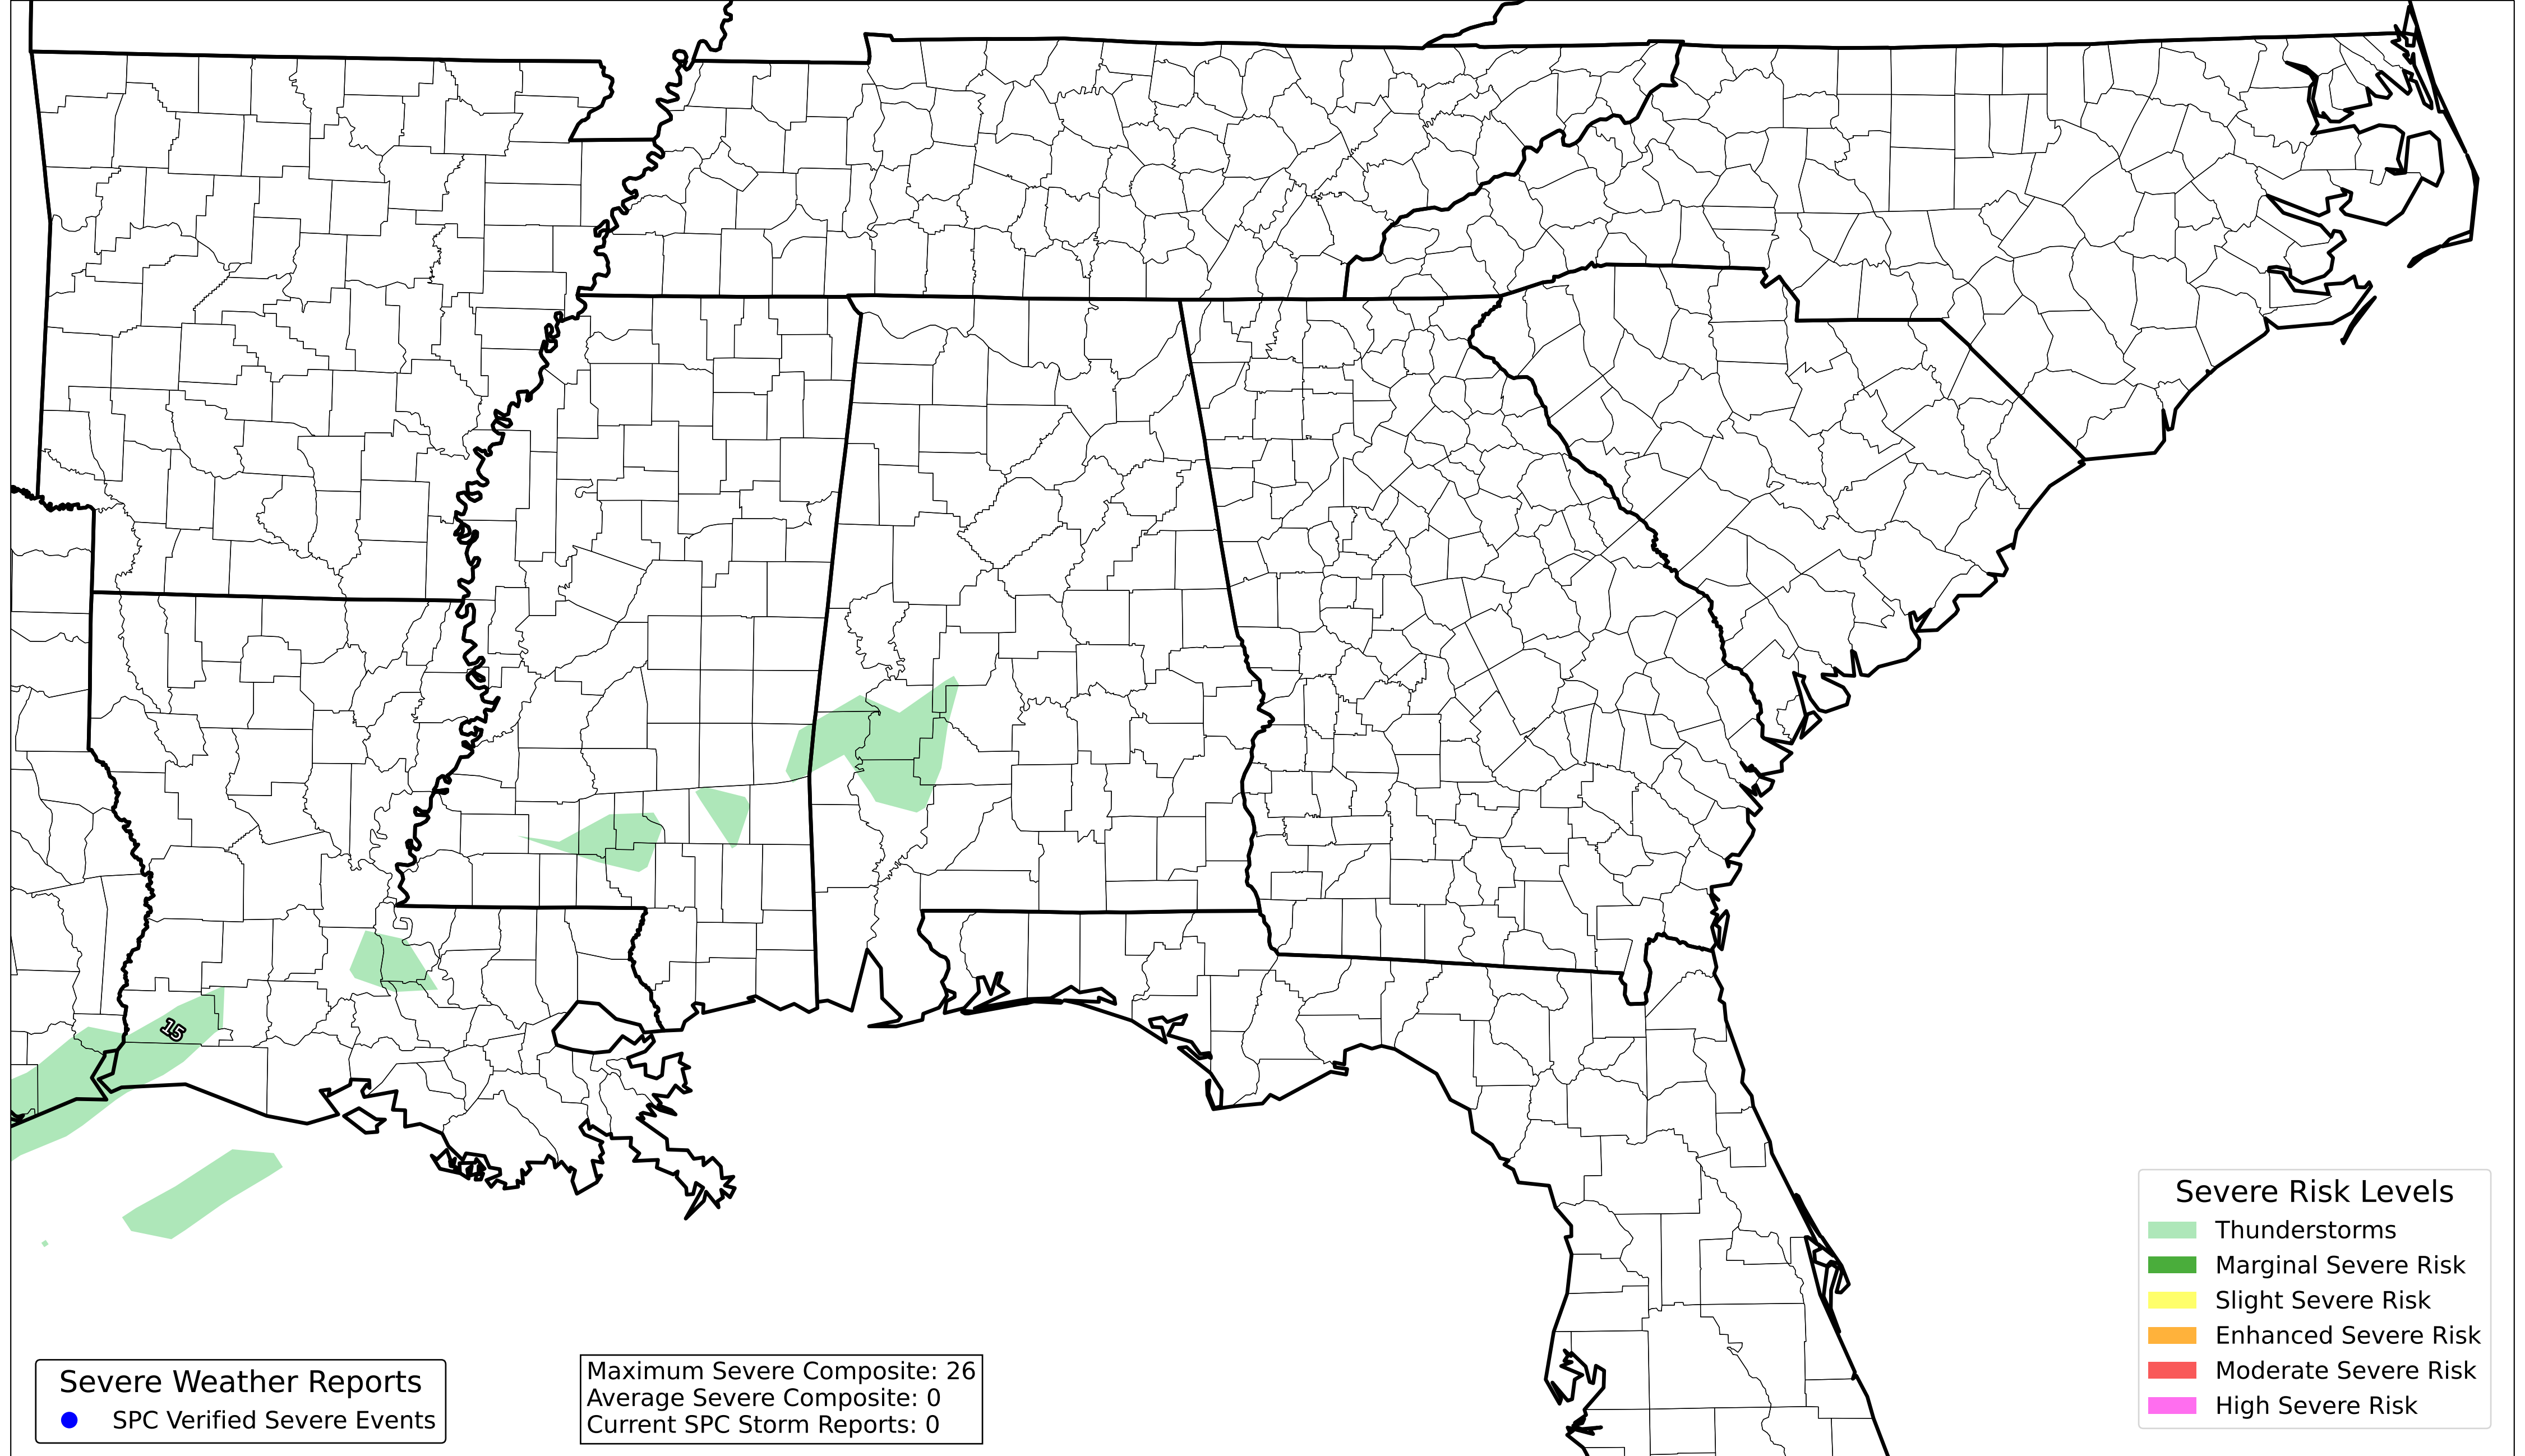 15
Severe Risk Levels
Thunderstorms
Marginal Severe Risk
Slight Severe Risk
Enhanced Severe Risk
Moderate Severe Risk
High Severe Risk
Severe Weather Reports
SPC Verified Severe Events
Maximum Severe Composite: 26
Average Severe Composite: 0
Current SPC Storm Reports: 0